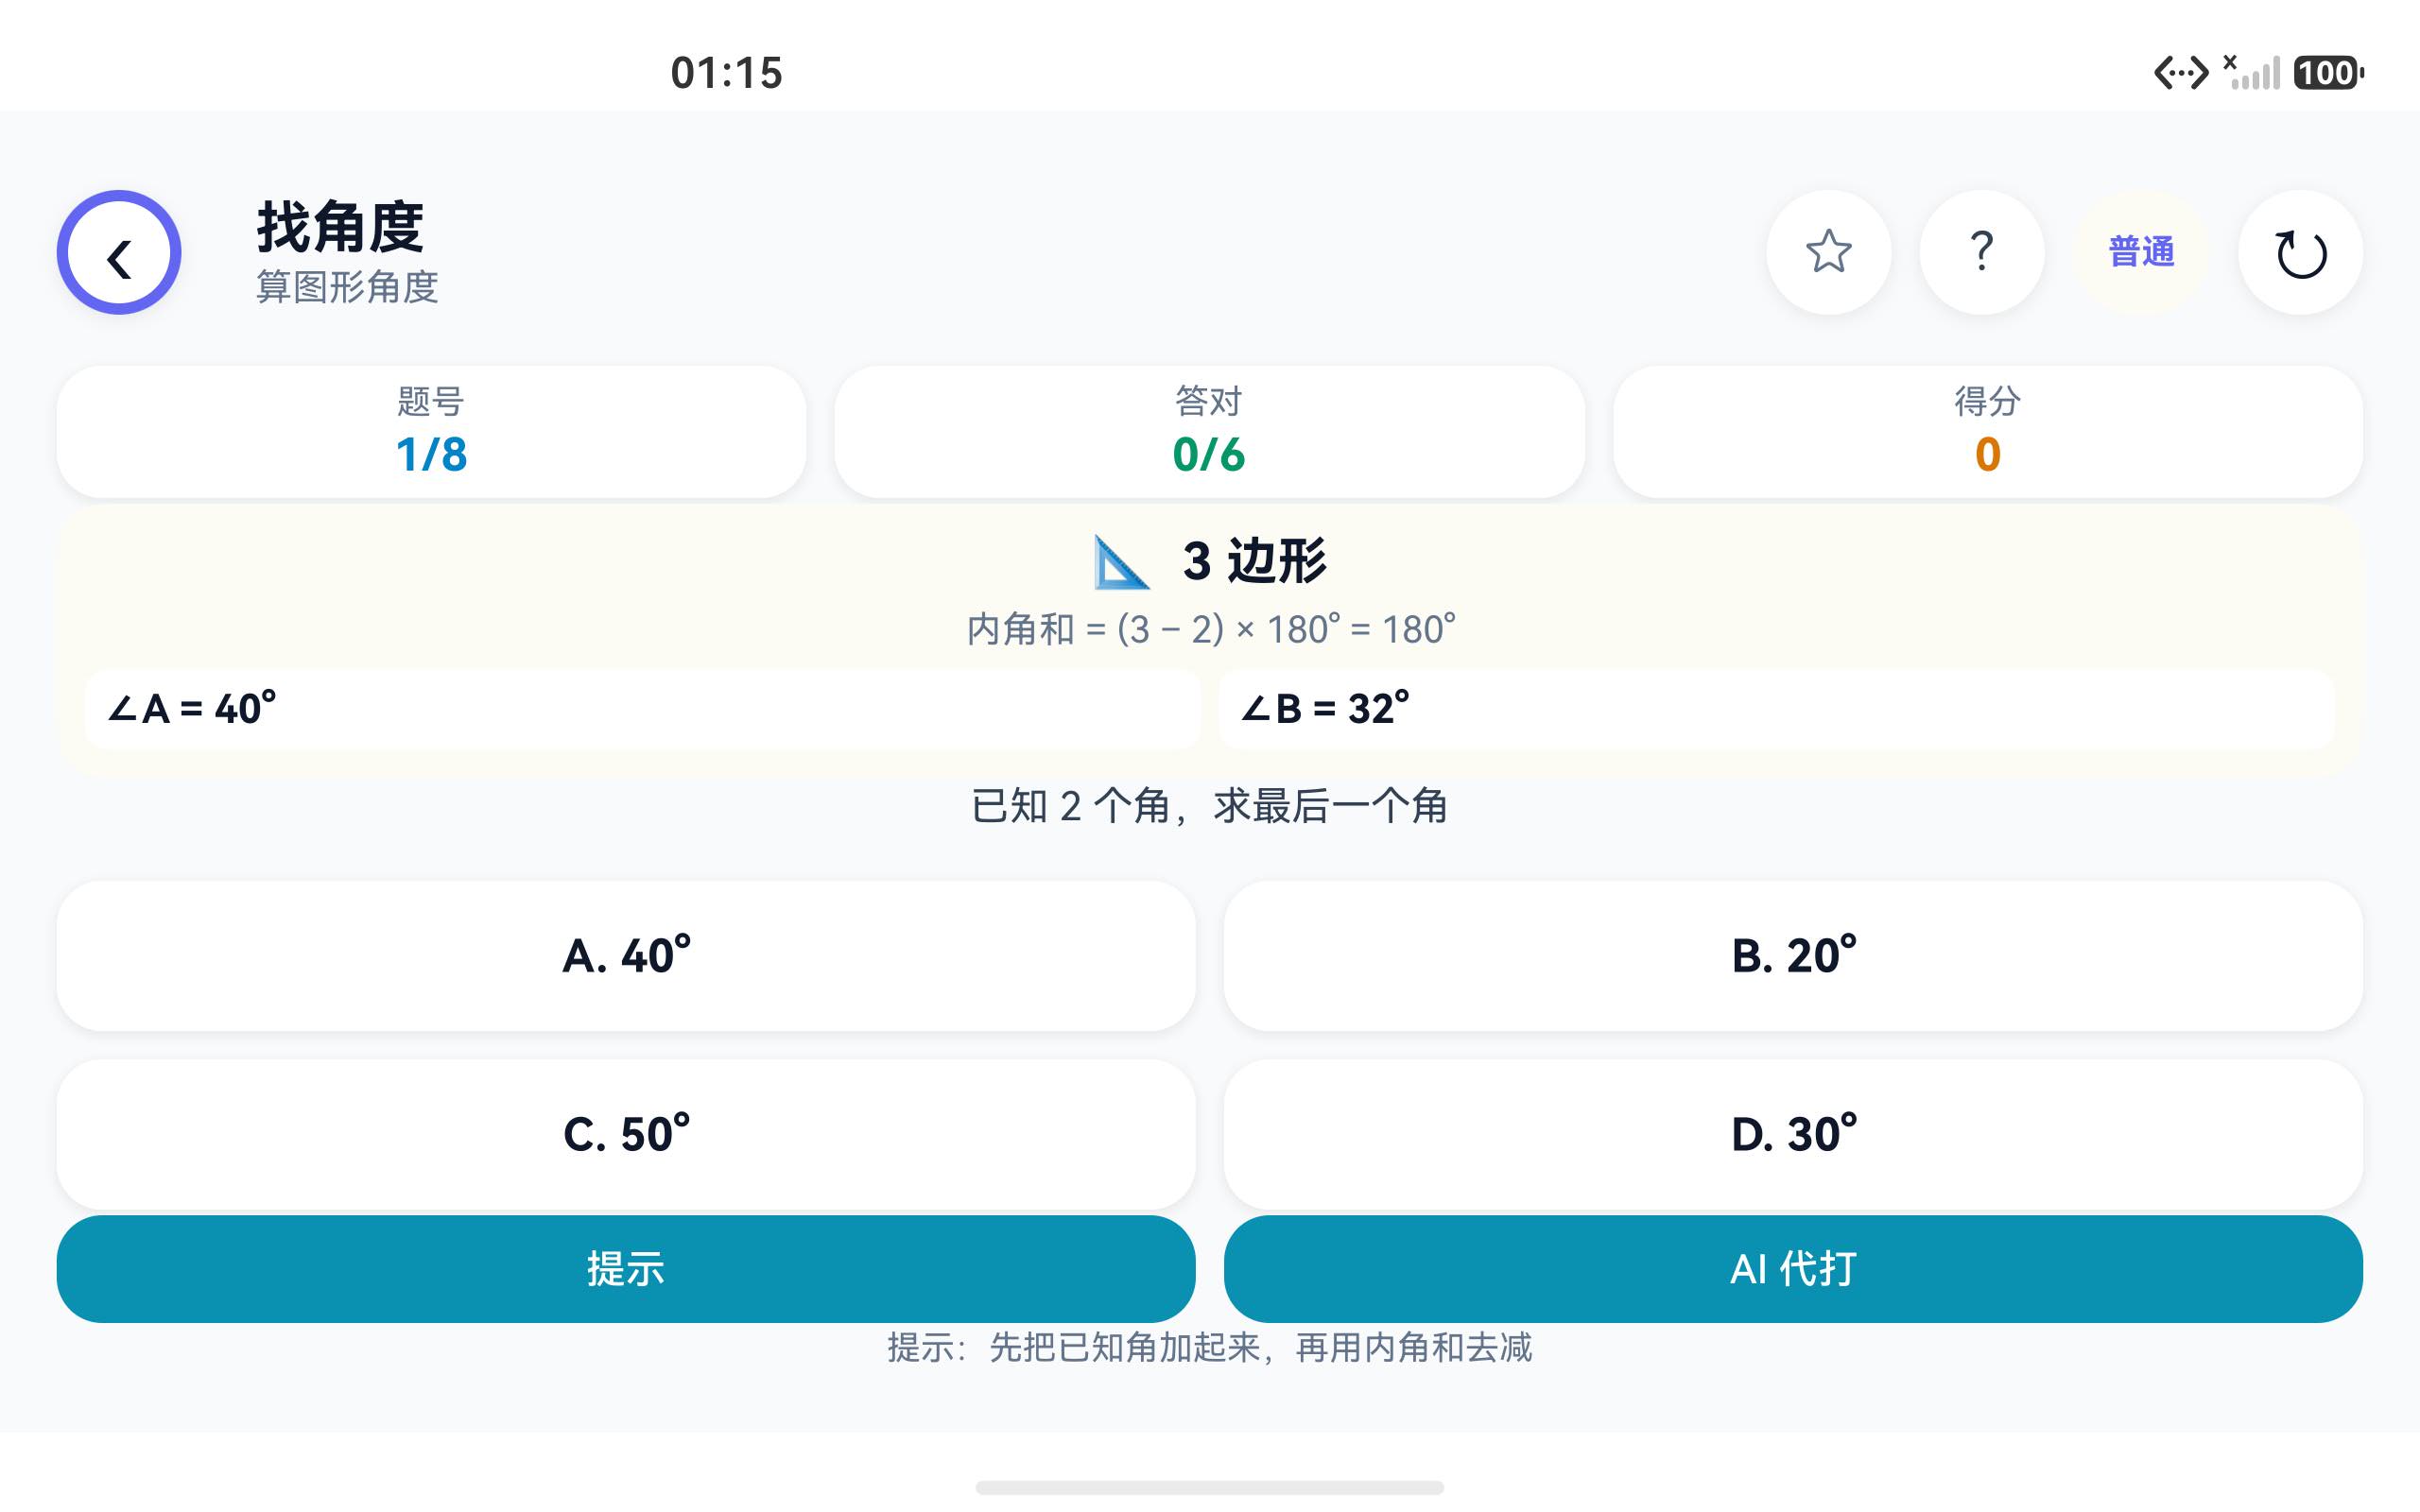 01:15
100
找角度
算图形角度
?
普通
题号
1/8
答对
0/6
得分
0
3 边形
内角和 = (3 − 2) × 180° = 180°
∠A = 40°
∠B = 32°
已知 2 个角，求最后一个角
A. 40°
B. 20°
C. 50°
D. 30°
提示
AI 代打
提示：先把已知角加起来，再用内角和去减